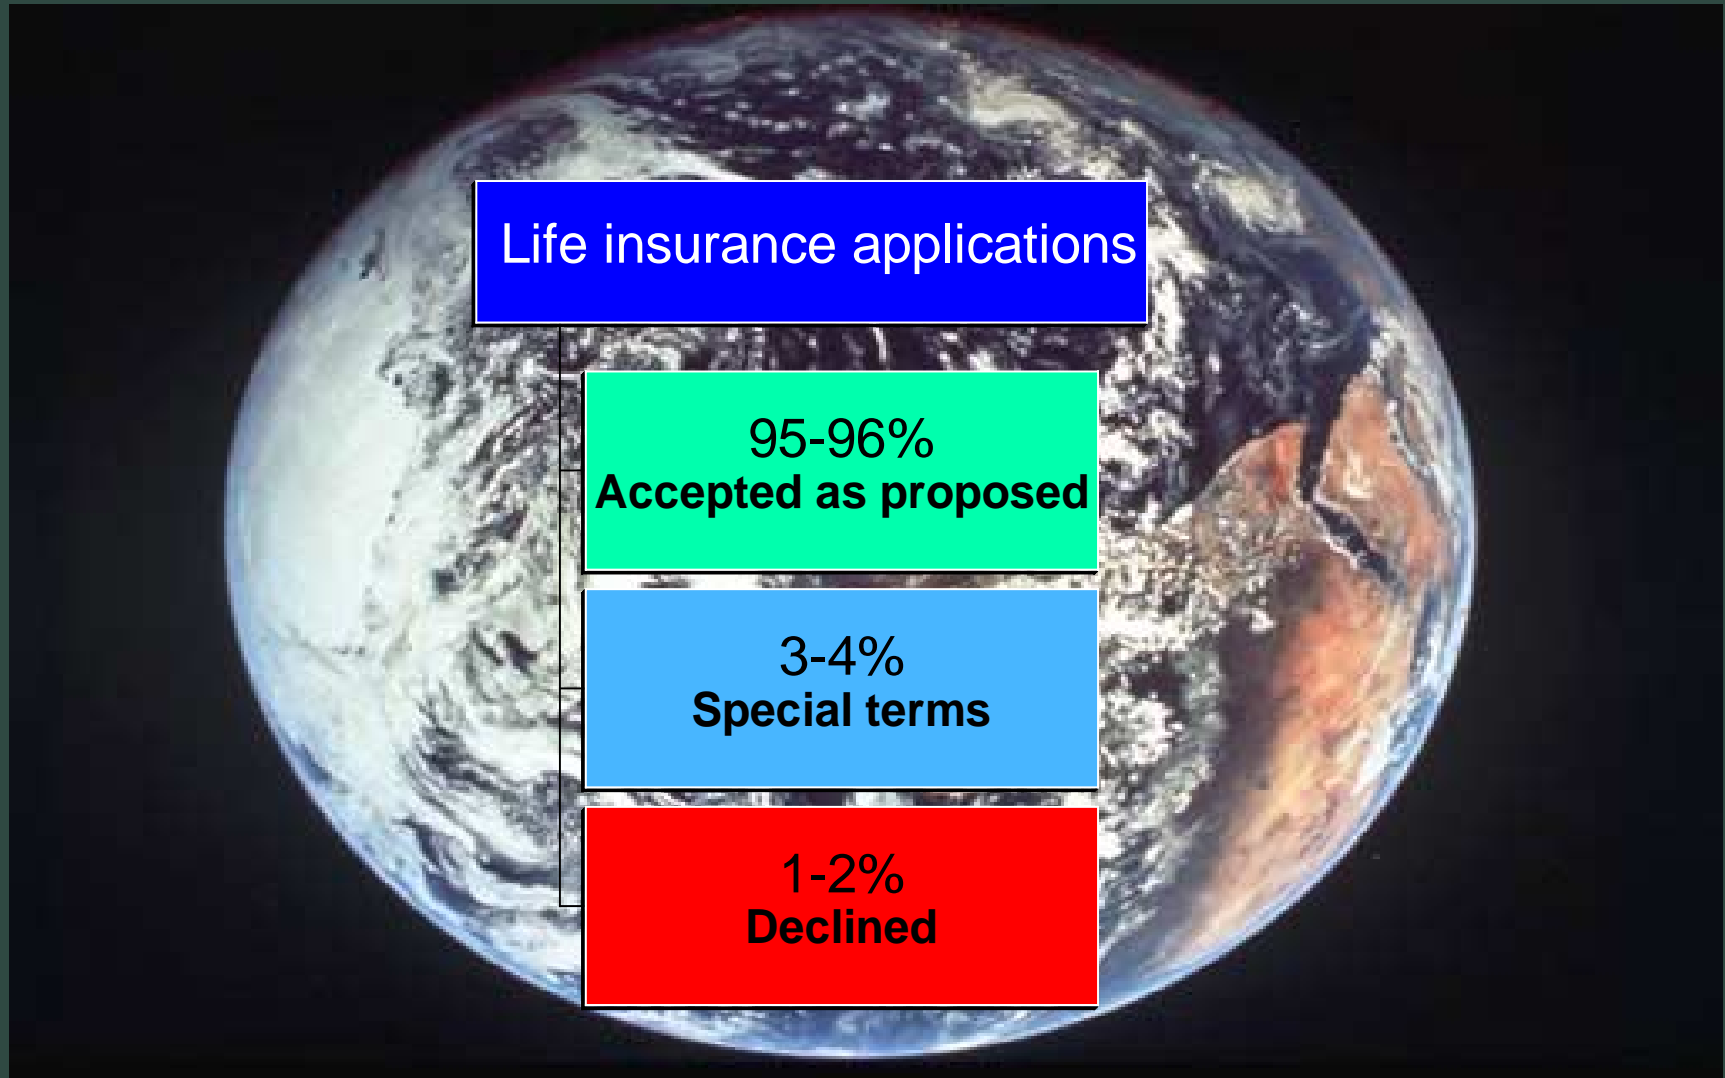 Life insurance applications
95-96%
Accepted as proposed
3-4%
Special terms
1-2%
Declined